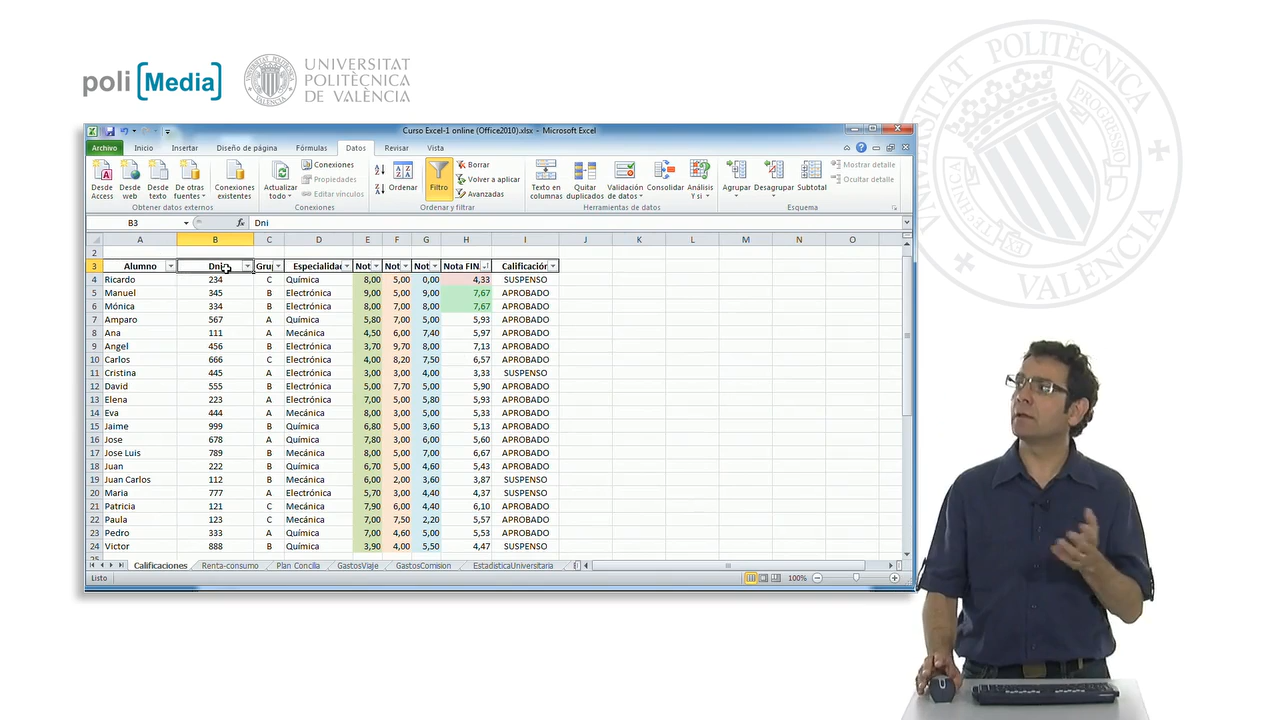 poli [Media]
UNIVERSITAT
POLITÈCNICA
DE VALÈNCIA
UNIVERSITAT POLITÈCNICA DE VALÈNCIA
Curso Excel-1 online (Office2010).xlsx - Microsoft Excel
Archivo Inicio Insertar Diseño de página Fórmulas Datos Revisar Vista
Desde Access Desde web Desde texto De otras fuentes Conexiones existentes Actualizar todo Conexiones Propiedades Editar vínculos Ordenar Filtro Borrar Volver a aplicar Avanzadas Texto en columnas Quitar duplicados Validación de datos Consolidar Análisis Y si Agrupar Desagrupar Subtotal Mostrar detalle Ocultar detalle
Obtener datos externos Conexiones Ordenar y filtrar Herramientas de datos Esquema
B3 fx Dni
A B C D E F G H I J K L M N O
2
3 Alumno Dni Gru Especialidad Not Not Not Nota FIN Calificación
4 Ricardo 234 C Química 8,00 5,00 0,00 4,33 SUSPENSO
5 Manuel 345 B Electrónica 9,00 5,00 9,00 7,67 APROBADO
6 Mónica 334 B Electrónica 8,00 7,00 8,00 7,67 APROBADO
7 Amparo 567 A Química 5,80 7,00 5,00 5,93 APROBADO
8 Ana 111 A Mecánica 4,50 6,00 7,40 5,97 APROBADO
9 Angel 456 B Electrónica 3,70 9,70 8,00 7,13 APROBADO
10 Carlos 666 C Electrónica 4,00 8,20 7,50 6,57 APROBADO
11 Cristina 445 A Electrónica 3,00 3,00 4,00 3,33 SUSPENSO
12 David 555 B Electrónica 5,00 7,70 5,00 5,90 APROBADO
13 Elena 223 A Electrónica 7,00 5,00 5,80 5,93 APROBADO
14 Eva 444 A Mecánica 8,00 3,00 5,00 5,33 APROBADO
15 Jaime 999 B Química 6,80 5,00 3,60 5,13 APROBADO
16 Jose 678 A Química 7,80 3,00 6,00 5,60 APROBADO
17 Jose Luis 789 B Mecánica 8,00 5,00 7,00 6,67 APROBADO
18 Juan 222 B Química 6,70 5,00 4,60 5,43 APROBADO
19 Juan Carlos 112 B Mecánica 6,00 2,00 3,60 3,87 SUSPENSO
20 Maria 777 A Electrónica 5,70 3,00 4,40 4,37 SUSPENSO
21 Patricia 121 C Mecánica 7,90 6,00 4,40 6,10 APROBADO
22 Paula 123 C Mecánica 7,00 7,50 2,20 5,57 APROBADO
23 Pedro 333 A Química 7,00 4,60 5,00 5,53 APROBADO
24 Victor 888 B Química 3,90 4,00 5,50 4,47 SUSPENSO
Calificaciones Renta-consumo Plan Concilia GastosViaje GastosComision EstadisticaUniversitaria
Listo 100%